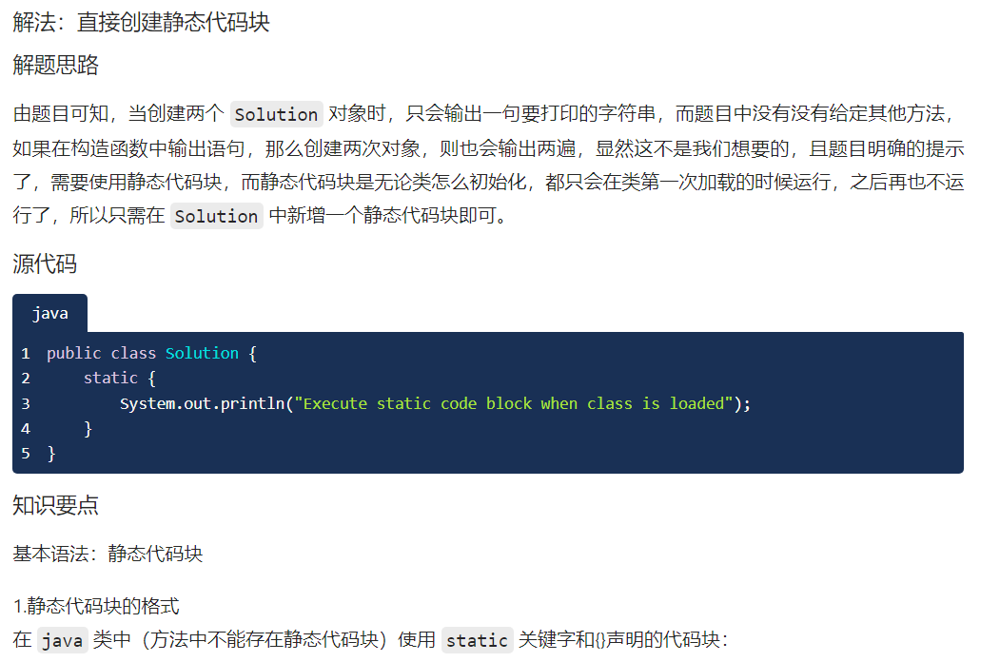 解法：直接创建静态代码块
解题思路
由题目可知，当创建两个 Solution 对象时，只会输出一句要打印的字符串，而题目中没有没有给定其他方法，
如果在构造函数中输出语句，那么创建两次对象，则也会输出两遍，显然这不是我们想要的，且题目明确的提示
了，需要使用静态代码块，而静态代码块是无论类怎么初始化，都只会在类第一次加载的时候运行，之后再也不运
行了，所以只需在 Solution 中新增一个静态代码块即可。
源代码
java
1 public class Solution {
2     static {
3         System.out.println("Execute static code block when class is loaded");
4     }
5 }
知识要点
基本语法：静态代码块
1.静态代码块的格式
在 java 类中（方法中不能存在静态代码块）使用 static 关键字和{}声明的代码块：